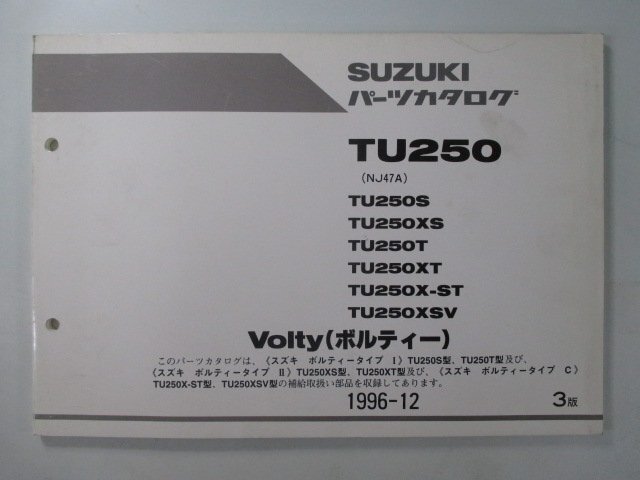 SUZUKI
パーツカタログ
TU250
(NJ47A)
TU250S
TU250XS
TU250T
TU250XT
TU250X-ST
TU250XSV
Volty(ボルティー)
このパーツカタログは、《スズキ ボルティータイプ Ⅰ》TU250S型、TU250T型及び、
《スズキ ボルティータイプ Ⅱ》TU250XS型、TU250XT型及び、《スズキ ボルティータイプ C》
TU250X-ST型、TU250XSV型の補給取扱い部品を収録してあります。
1996-12
3版